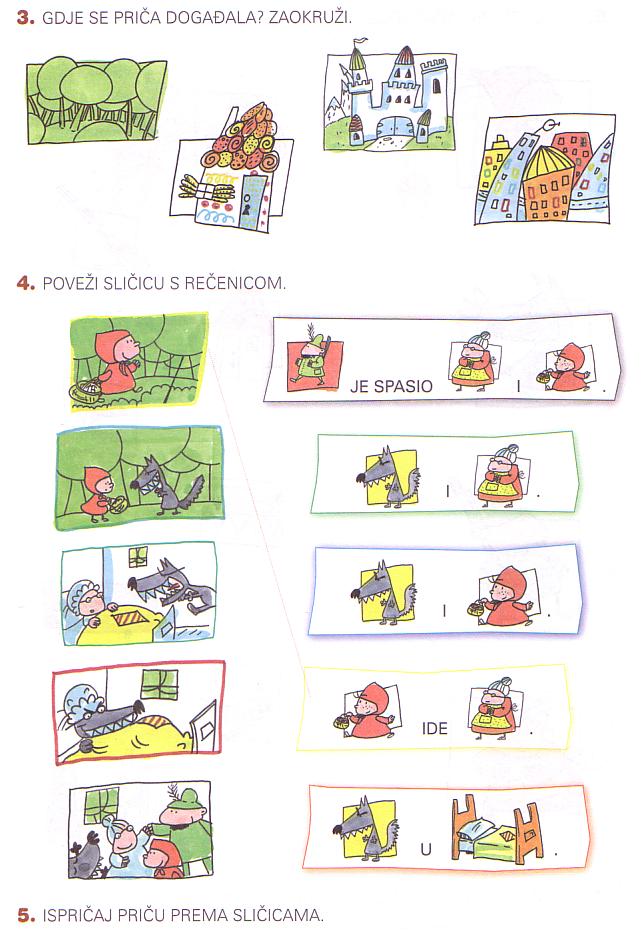 3. GDJE SE PRIČA DOGAĐALA? ZAOKRUŽI.
4. POVEŽI SLIČICU S REČENICOM.
JE SPASIO I .
I .
I .
IDE .
U .
5. ISPRIČAJ PRIČU PREMA SLIČICAMA.